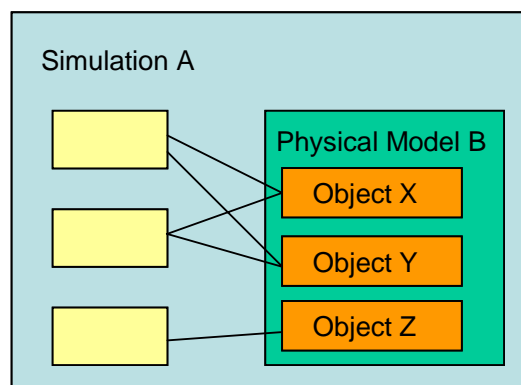 Simulation A
Physical Model B
Object X
Object Y
Object Z